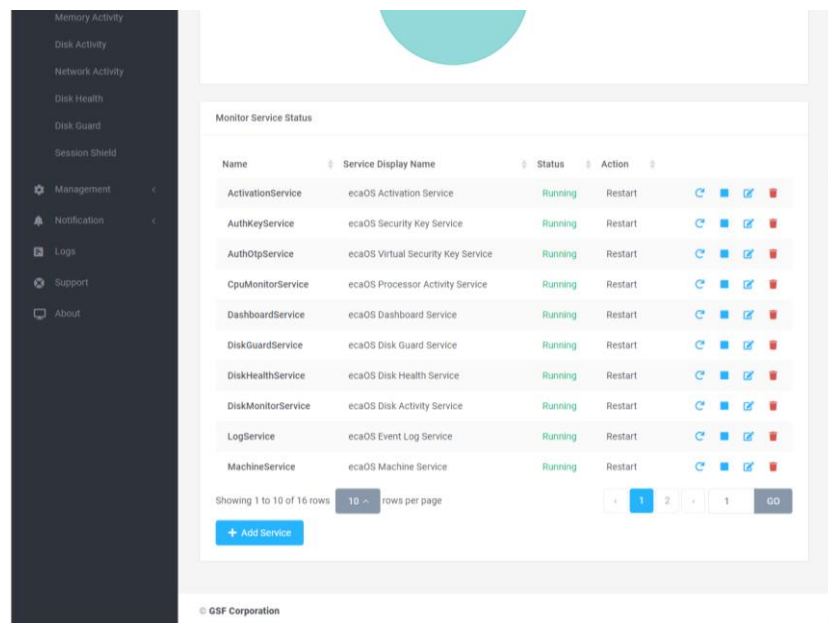 Memory Activity
Disk Activity
Network Activity
Disk Health
Disk Guard
Session Shield
Management
Notification
Logs
Support
About
Monitor Service Status
Name Service Display Name Status Action
ActivationService ecaOS Activation Service Running Restart
AuthKeyService ecaOS Security Key Service Running Restart
AuthOtpService ecaOS Virtual Security Key Service Running Restart
CpuMonitorService ecaOS Processor Activity Service Running Restart
DashboardService ecaOS Dashboard Service Running Restart
DiskGuardService ecaOS Disk Guard Service Running Restart
DiskHealthService ecaOS Disk Health Service Running Restart
DiskMonitorService ecaOS Disk Activity Service Running Restart
LogService ecaOS Event Log Service Running Restart
MachineService ecaOS Machine Service Running Restart
Showing 1 to 10 of 16 rows 10 rows per page ‹ 1 2 › 1 GO
+ Add Service
© GSF Corporation